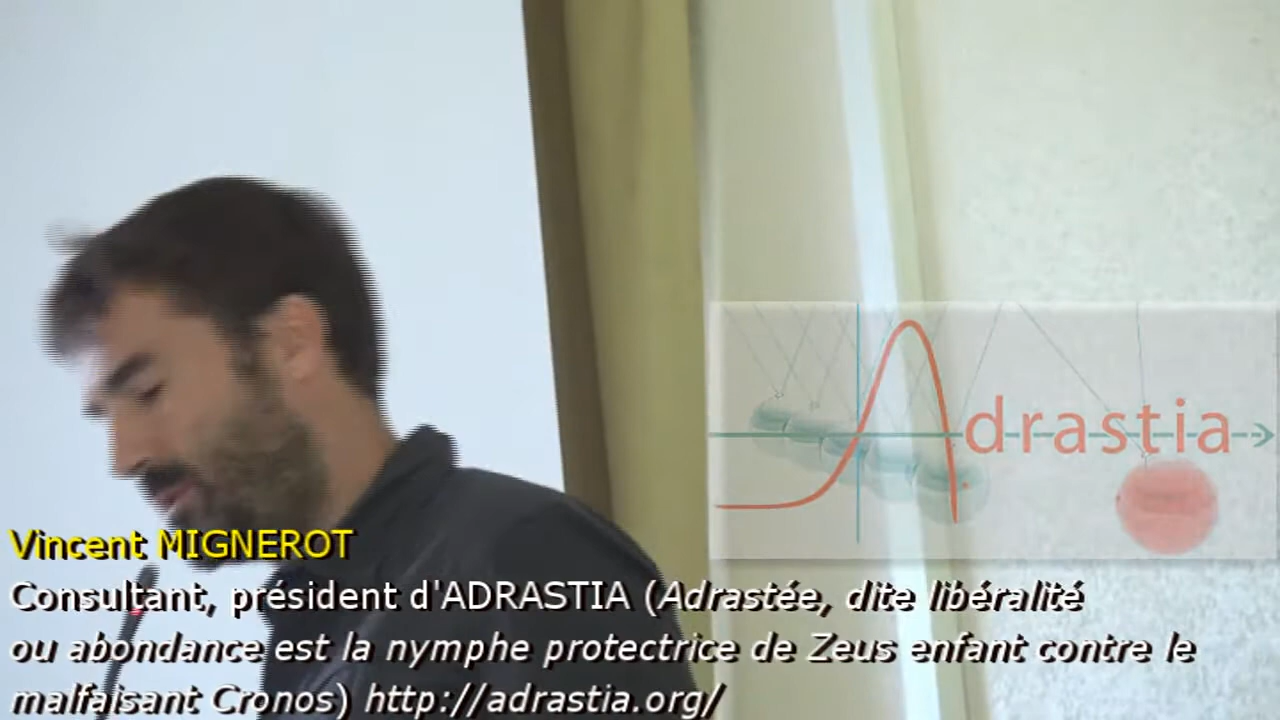 Adrastia
Vincent MIGNEROT
Consultant, président d'ADRASTIA (Adrastée, dite libéralité
ou abondance est la nymphe protectrice de Zeus enfant contre le
malfaisant Cronos) http://adrastia.org/